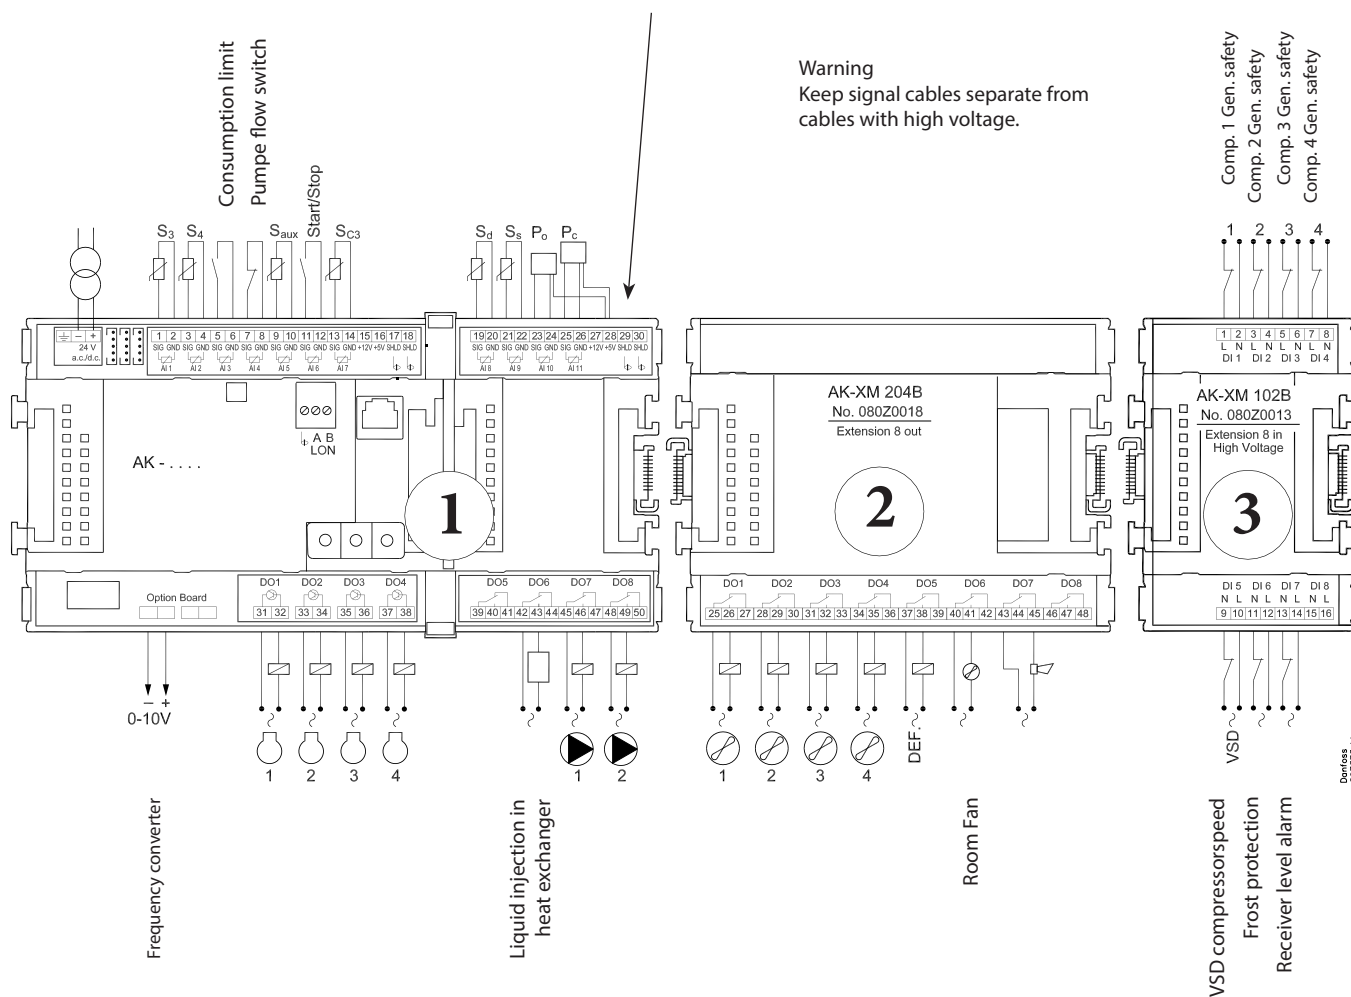 Warning
Keep signal cables separate from
cables with high voltage.
Consumption limit
Pumpe flow switch
Start/Stop
S3 S4 Saux SC3
Sd Ss Po Pc
Comp. 1 Gen. safety
Comp. 2 Gen. safety
Comp. 3 Gen. safety
Comp. 4 Gen. safety
1 2 3 4
– +
24 V
a.c./d.c.
1 2 3 4 5 6 7 8 9 10 11 12 13 14 15 16 17 18
SIG GND SIG GND SIG GND SIG GND SIG GND SIG GND SIG GND +12V +5V SHLD SHLD
AI 1 AI 2 AI 3 AI 4 AI 5 AI 6 AI 7
19 20 21 22 23 24 25 26 27 28 29 30
SIG GND SIG GND SIG GND SIG GND +12V +5V SHLD SHLD
AI 8 AI 9 AI 10 AI 11
1 2 3 4 5 6 7 8
L N L N L N L N
DI 1 DI 2 DI 3 DI 4
A B
LON
AK - . . . .
1
AK-XM 204B
No. 080Z0018
Extension 8 out
2
AK-XM 102B
No. 080Z0013
Extension 8 in
High Voltage
3
Option Board
DO1 DO2 DO3 DO4
31 32 33 34 35 36 37 38
DO5 DO6 DO7 DO8
39 40 41 42 43 44 45 46 47 48 49 50
DO1 DO2 DO3 DO4 DO5 DO6 DO7 DO8
25 26 27 28 29 30 31 32 33 34 35 36 37 38 39 40 41 42 43 44 45 46 47 48
DI 5 DI 6 DI 7 DI 8
N L N L N L N L
9 10 11 12 13 14 15 16
– +
0-10V
1 2 3 4
1 2
1 2 3 4
DEF.
VSD
Danfoss
Frequency converter
Liquid injection in
heat exchanger
Room Fan
VSD compressorspeed
Frost protection
Receiver level alarm